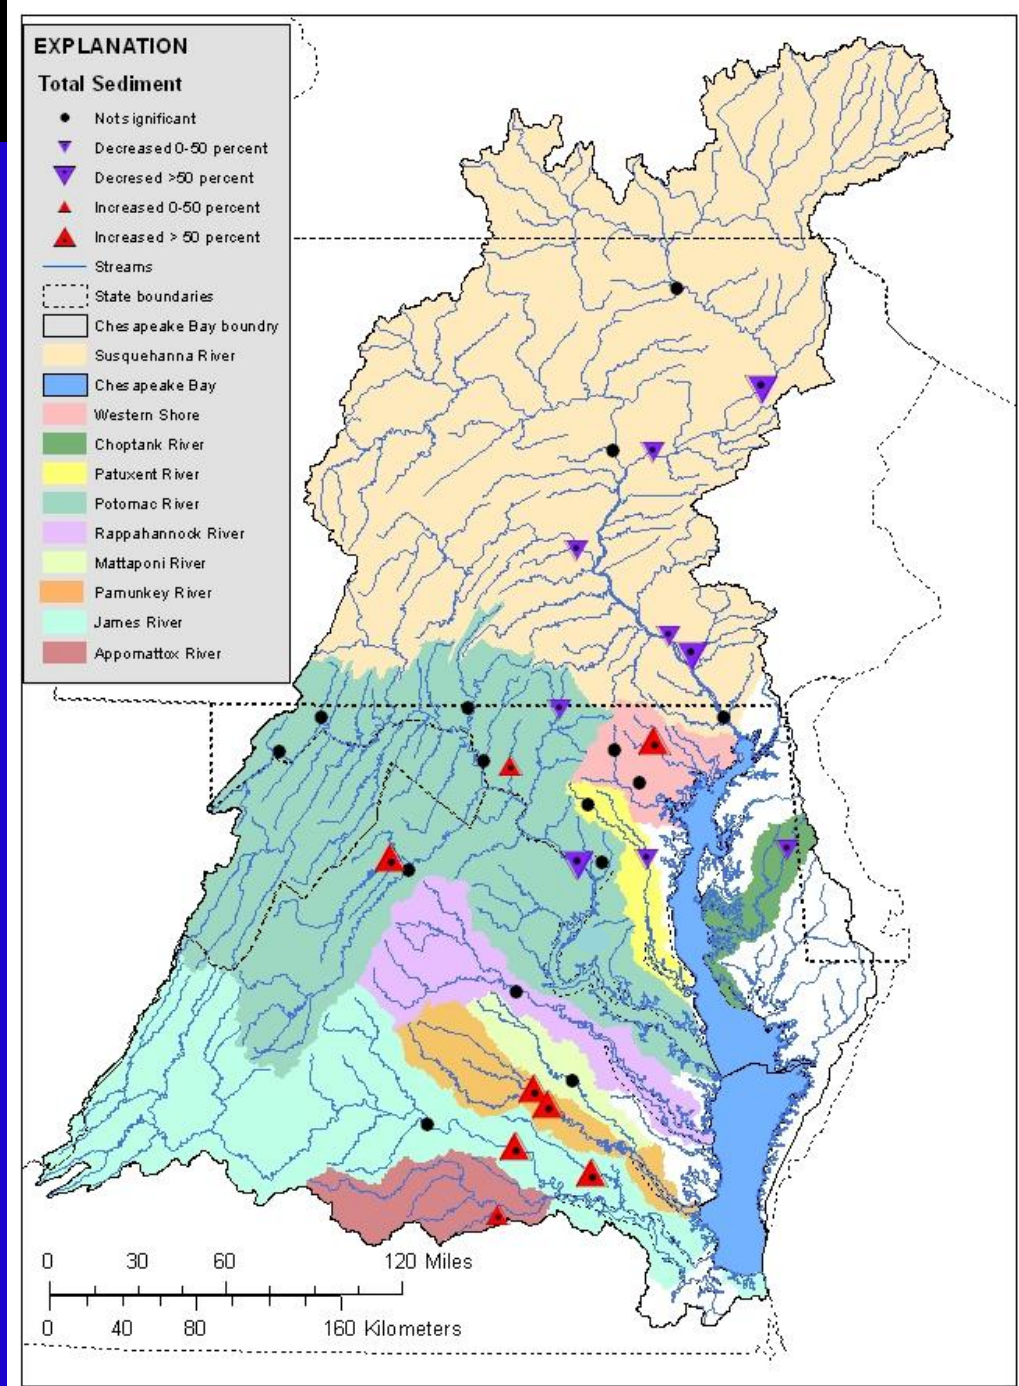 EXPLANATION
Total Sediment
Not significant
Decreased 0-50 percent
Decresed >50 percent
Increased 0-50 percent
Increased > 50 percent
Streams
State boundaries
Chesapeake Bay boundry
Susquehanna River
Chesapeake Bay
Western Shore
Choptank River
Patuxent River
Potomac River
Rappahannock River
Mattaponi River
Pamunkey River
James River
Appomattox River
0 30 60 120 Miles
0 40 80 160 Kilometers